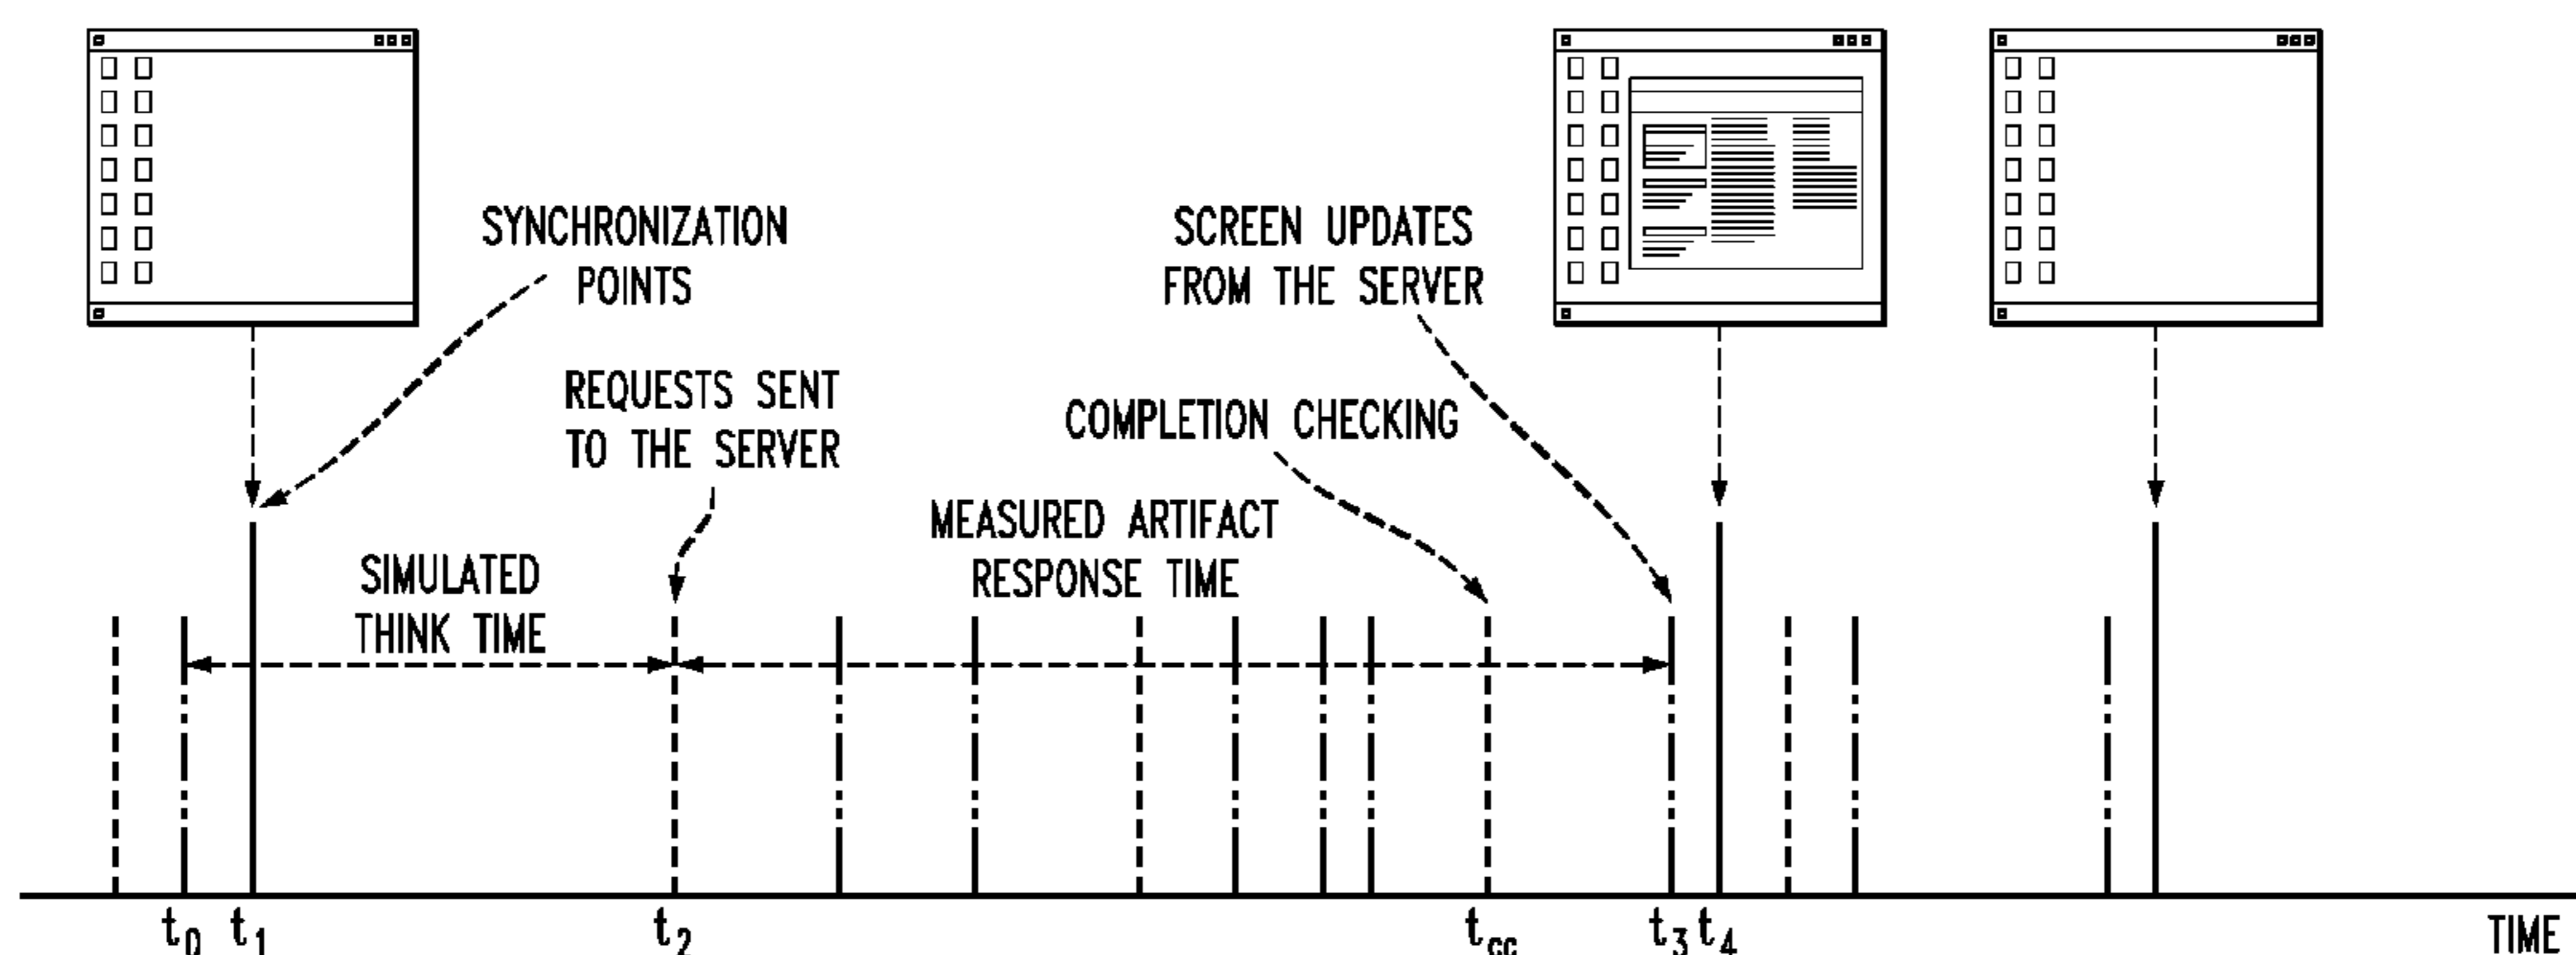 SYNCHRONIZATION
POINTS
SCREEN UPDATES
FROM THE SERVER
REQUESTS SENT
TO THE SERVER
COMPLETION CHECKING
MEASURED ARTIFACT
RESPONSE TIME
SIMULATED
THINK TIME
t0 t1 t2 tcc t3 t4 TIME